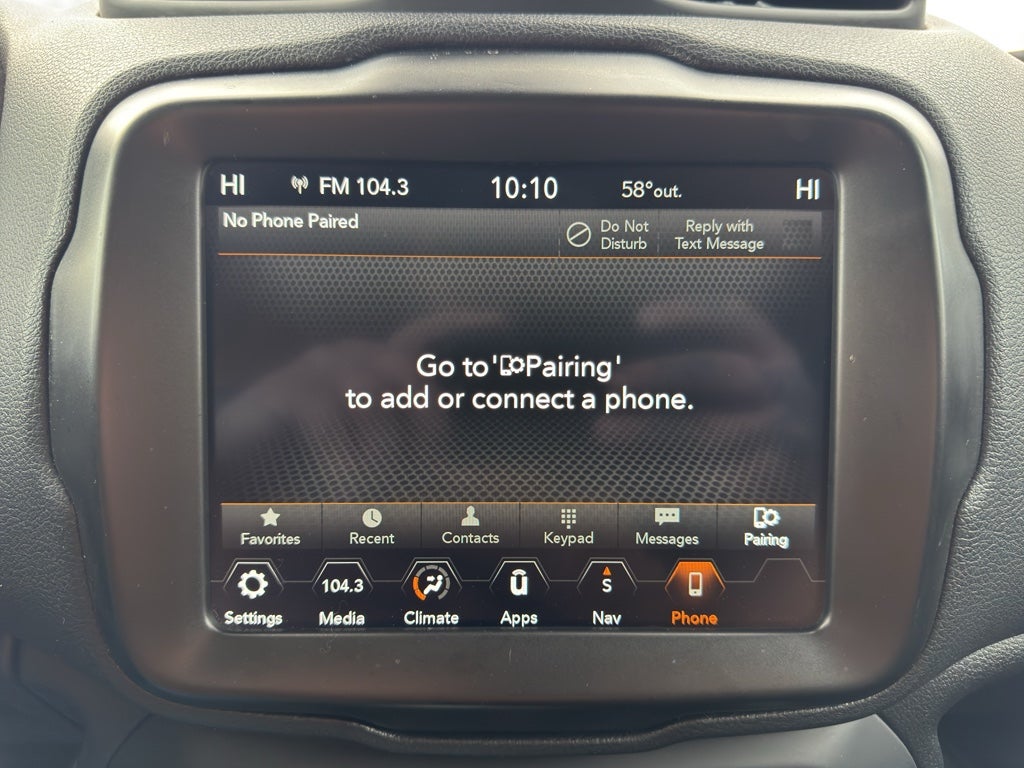 HI FM 104.3 10:10 58°out. HI
No Phone Paired
Do Not
Disturb
Reply with
Text Message
Go to 'Pairing'
to add or connect a phone.
Favorites Recent Contacts Keypad Messages Pairing
104.3 S
Settings Media Climate Apps Nav Phone